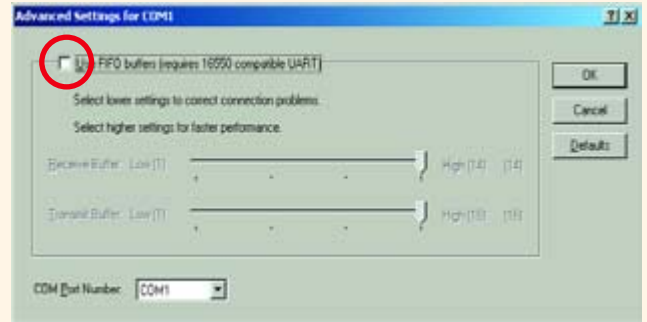 Advanced Settings for COM1
Use FIFO buffers (requires 16550 compatible UART)
OK
Select lower settings to correct connection problems.
Cancel
Select higher settings for faster performance.
Defaults
Receive Buffer: Low (1) High (14) (14)
Transmit Buffer: Low (1) High (16) (16)
COM Port Number: COM1